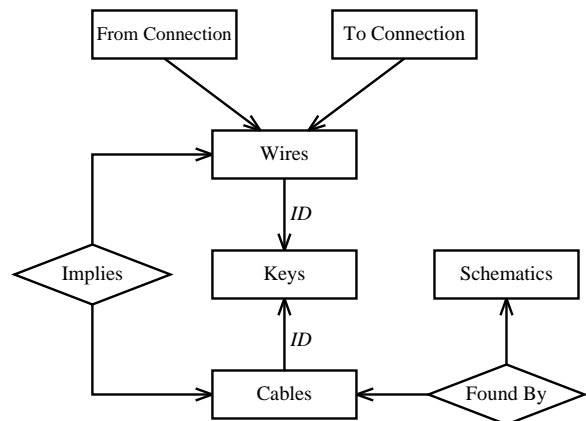 From Connection
To Connection
Wires
ID
Implies
Keys
Schematics
ID
Cables
Found By